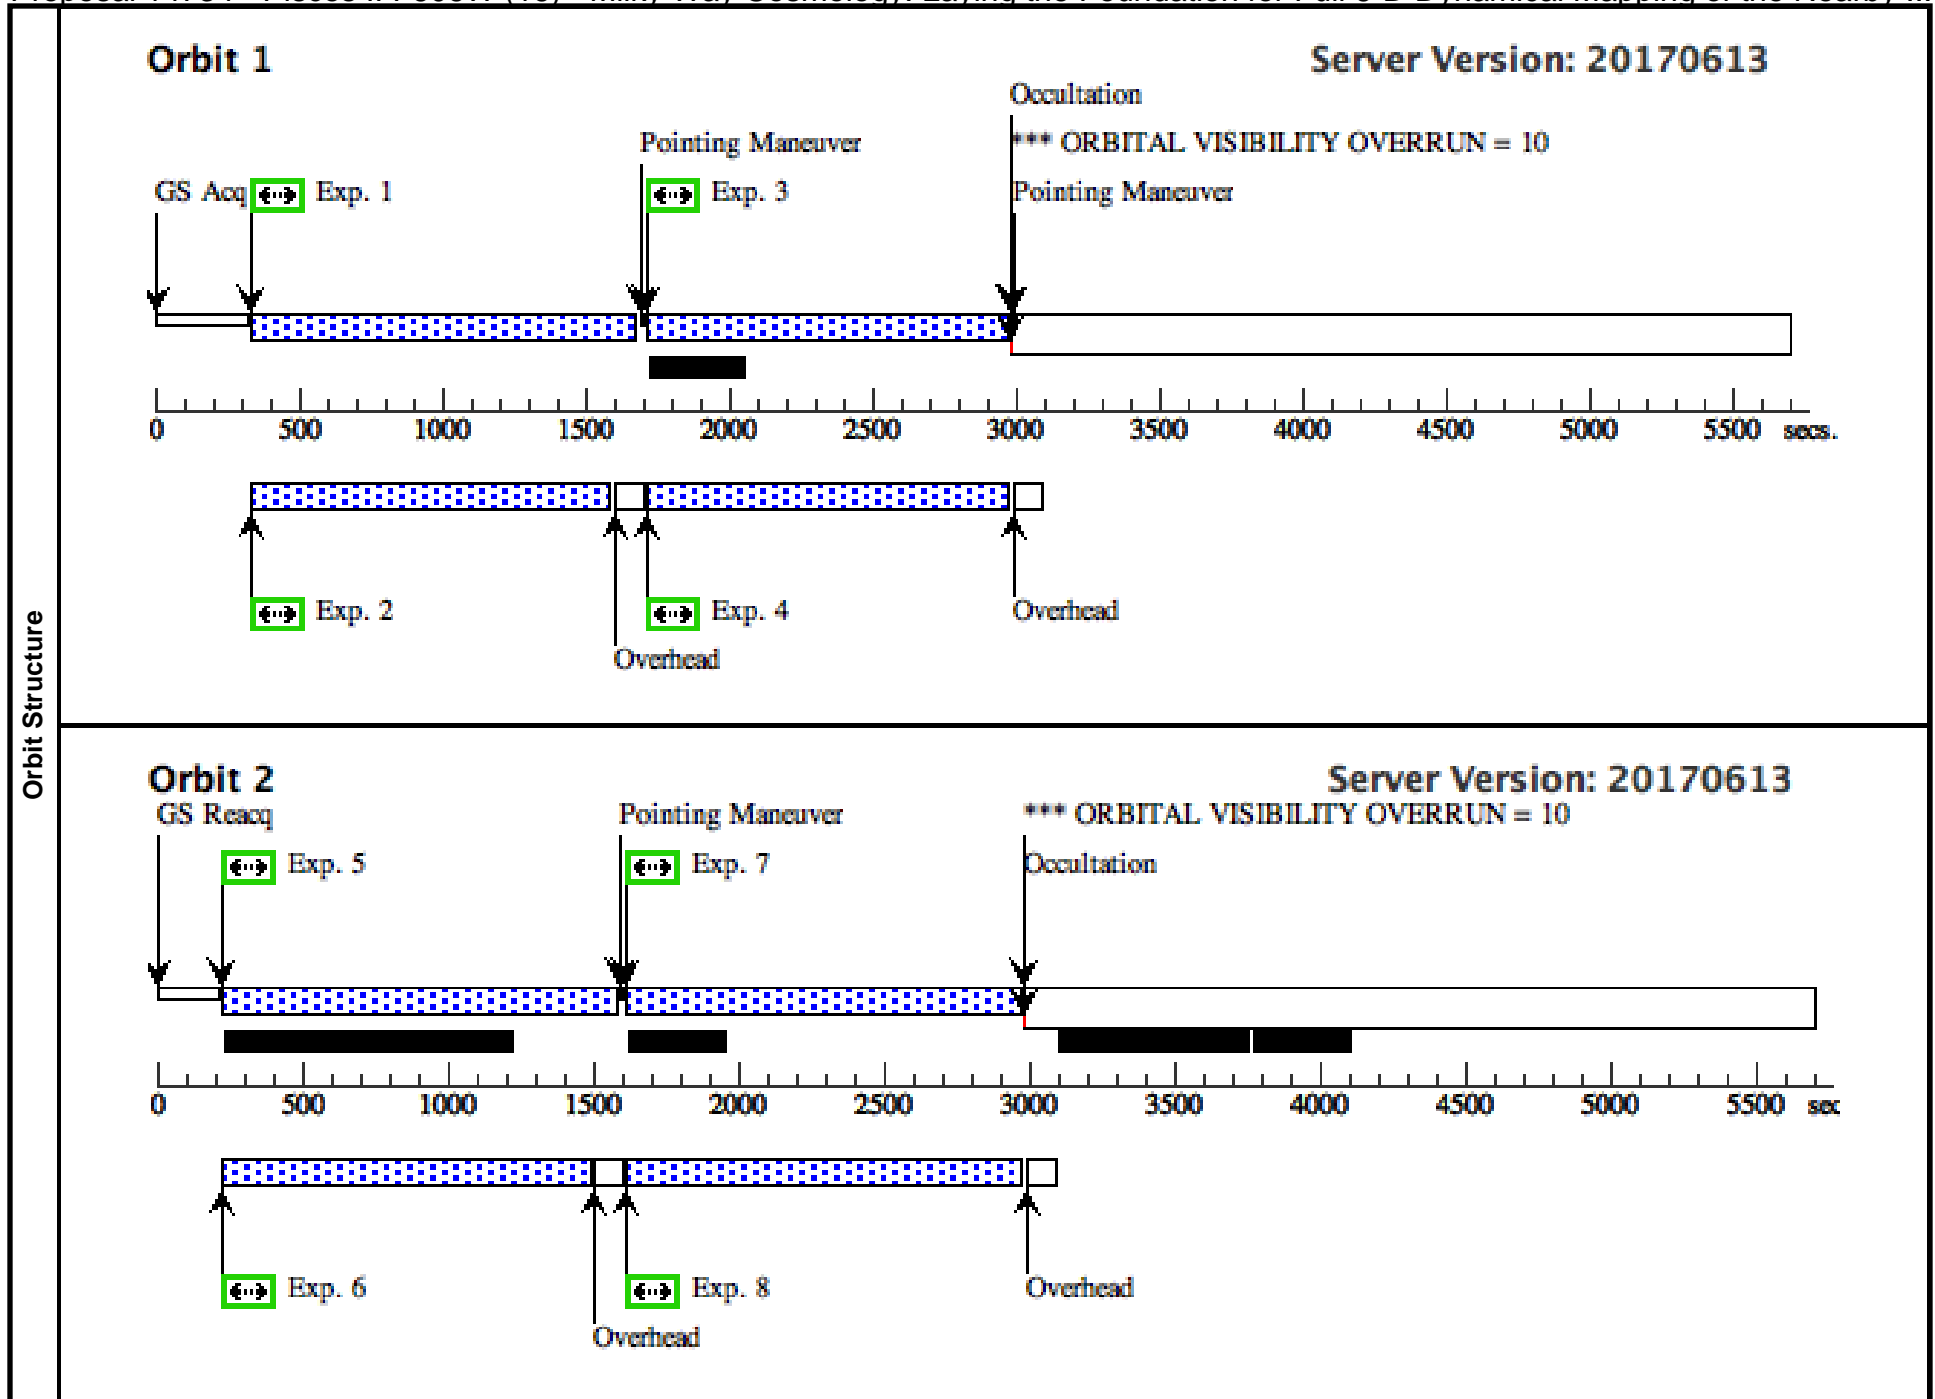 Orbit Structure
Orbit 1
Server Version: 20170613
Occultation
*** ORBITAL VISIBILITY OVERRUN = 10
Pointing Maneuver
Pointing Maneuver
GS Acq
Exp. 1
Exp. 3
0 500 1000 1500 2000 2500 3000 3500 4000 4500 5000 5500 secs.
Exp. 2
Exp. 4
Overhead
Overhead
Orbit 2
Server Version: 20170613
GS Reacq
Pointing Maneuver
*** ORBITAL VISIBILITY OVERRUN = 10
Exp. 5
Exp. 7
Occultation
0 500 1000 1500 2000 2500 3000 3500 4000 4500 5000 5500 sec
Exp. 6
Exp. 8
Overhead
Overhead